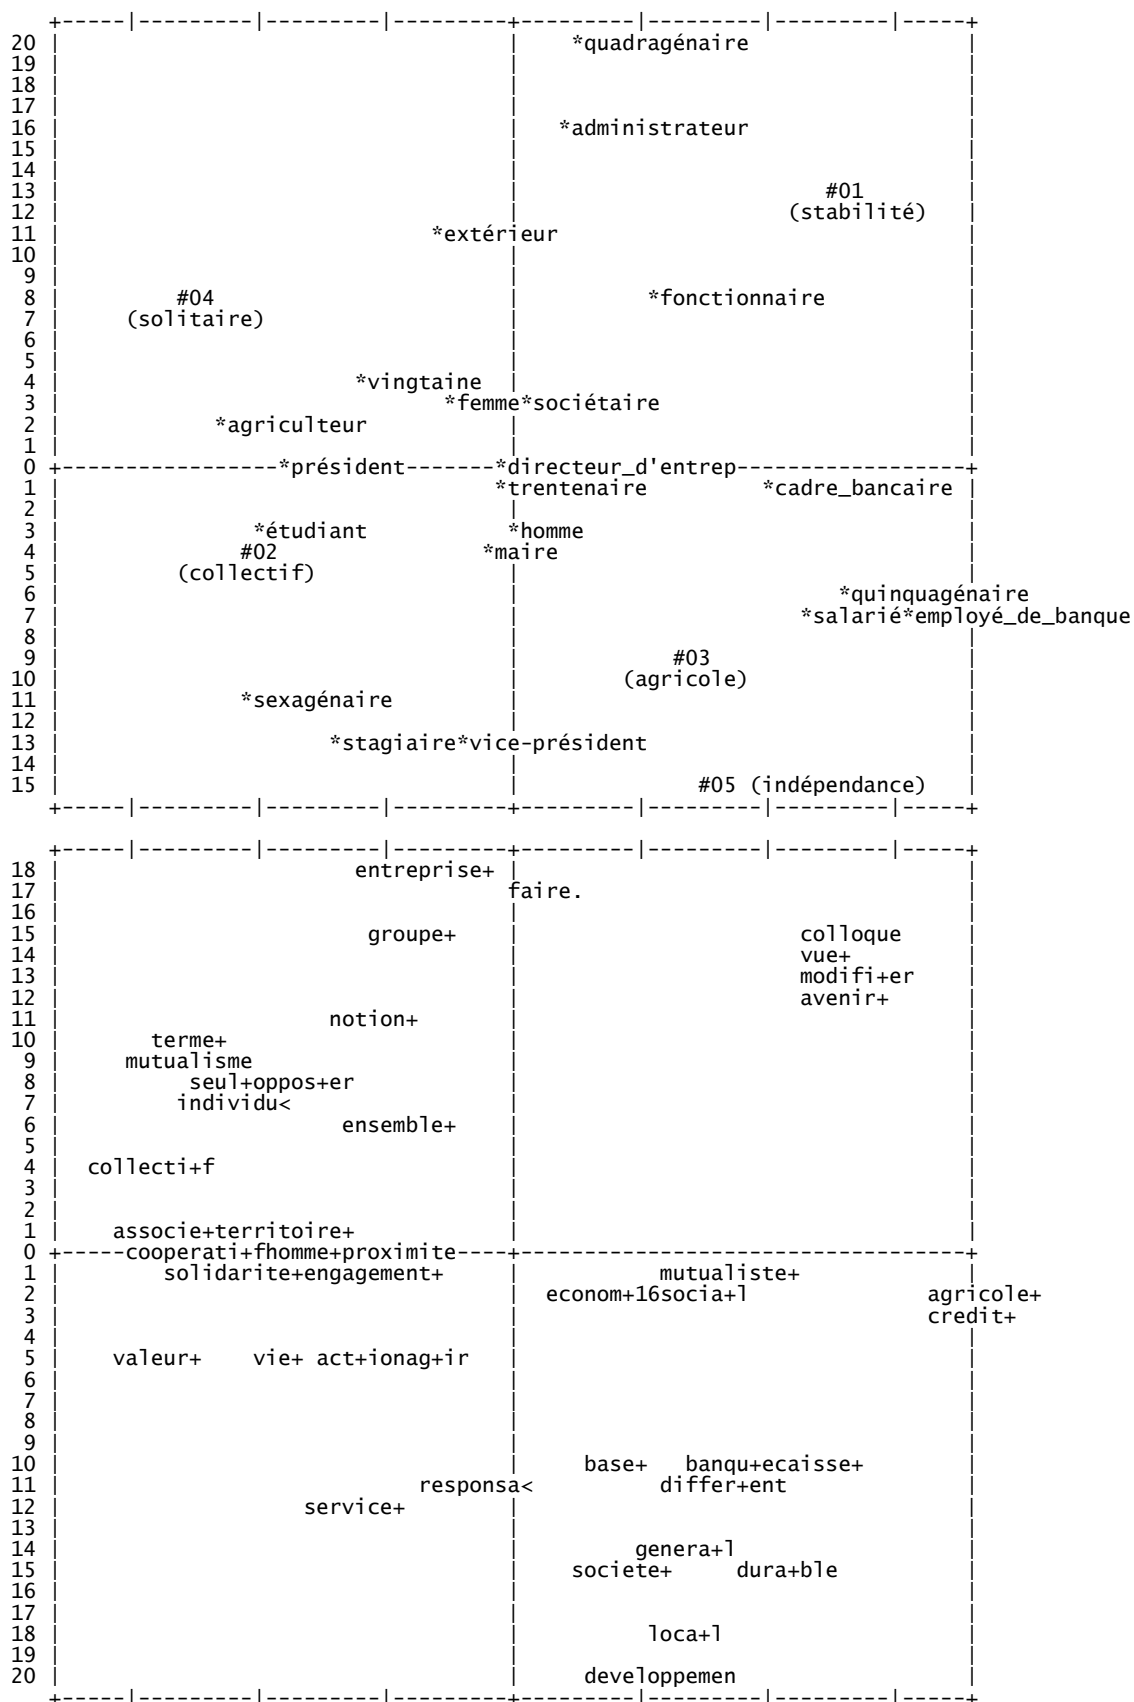 +-----|---------|---------|---------+---------|---------|---------|-----+
20 | | *quadragénaire |
19 | | |
18 | | |
17 | | |
16 | | *administrateur |
15 | | |
14 | | |
13 | | #01 |
12 | | (stabilité) |
11 | *extérieur |
10 | | |
9 | | |
8 | #04 | *fonctionnaire |
7 | (solitaire) | |
6 | | |
5 | | |
4 | *vingtaine | |
3 | *femme*sociétaire |
2 | *agriculteur | |
1 | | |
0 +-----------------*président-------*directeur_d'entrep------------------+
1 | *trentenaire *cadre_bancaire |
2 | | |
3 | *étudiant *homme |
4 | #02 *maire |
5 | (collectif) | |
6 | | *quinquagénaire
7 | | *salarié*employé_de_banque
8 | | |
9 | | #03 |
10 | | (agricole) |
11 | *sexagénaire | |
12 | | |
13 | *stagiaire*vice-président |
14 | | |
15 | | #05 (indépendance) |
+-----|---------|---------|---------+---------|---------|---------|-----+
+-----|---------|---------|---------+---------|---------|---------|-----+
18 | entreprise+ | |
17 | faire. |
16 | | |
15 | groupe+ | colloque |
14 | | vue+ |
13 | | modifi+er |
12 | | avenir+ |
11 | notion+ | |
10 | terme+ | |
9 | mutualisme | |
8 | seul+oppos+er | |
7 | individu< | |
6 | ensemble+ | |
5 | | |
4 | collecti+f | |
3 | | |
2 | | |
1 | associe+territoire+ | |
0 +-----cooperati+fhomme+proximite----+-----------------------------------+
1 | solidarite+engagement+ | mutualiste+ |
2 | | econom+16socia+l agricole+
3 | | credit+
4 | | |
5 | valeur+ vie+ act+ionag+ir | |
6 | | |
7 | | |
8 | | |
9 | | |
10 | | base+ banqu+ecaisse+ |
11 | responsa< differ+ent |
12 | service+ | |
13 | | |
14 | | genera+l |
15 | | societe+ dura+ble |
16 | | |
17 | | |
18 | | loca+l |
19 | | |
20 | | developpemen |
+-----|---------|---------|---------+---------|---------|---------|-----+